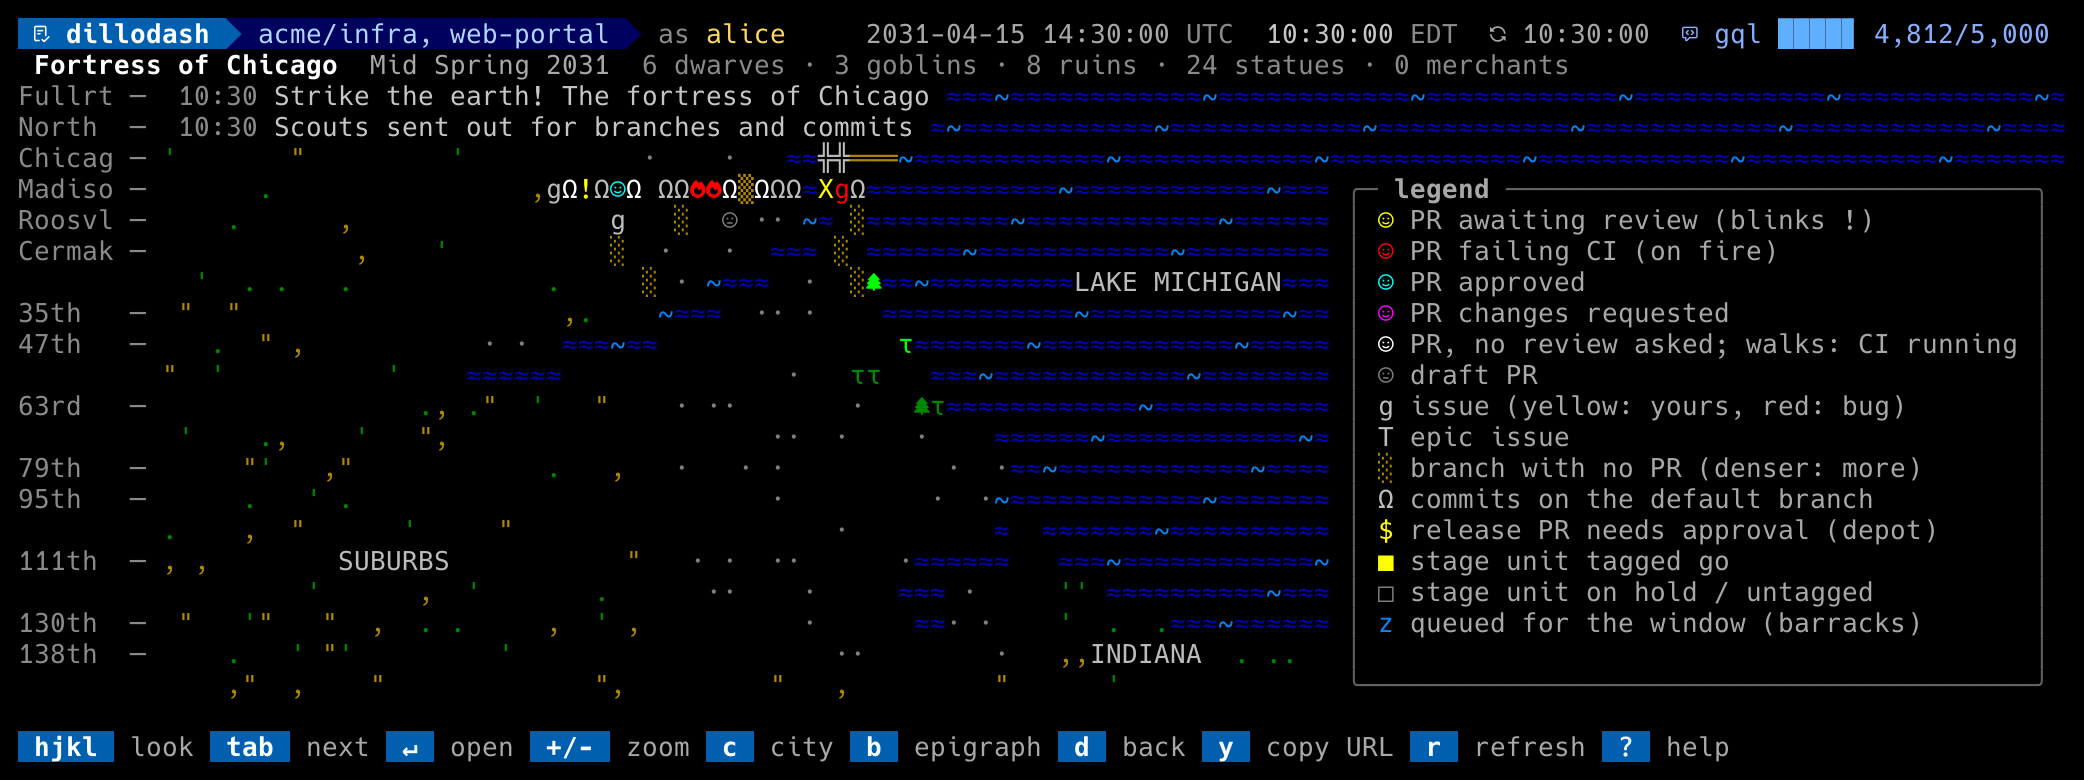 dillodash acme/infra, web-portal as alice 2031-04-15 14:30:00 UTC 10:30:00 EDT 10:30:00 gql 4,812/5,000
Fortress of Chicago Mid Spring 2031 6 dwarves · 3 goblins · 8 ruins · 24 statues · 0 merchants
Fullrt — 10:30 Strike the earth! The fortress of Chicago
North — 10:30 Scouts sent out for branches and commits
Chicag —
Madiso — gΩ!Ω☺Ω ΩΩΩΩΩΩ XgΩ
legend
Roosvl — g
☺ PR awaiting review (blinks !)
Cermak —
☺ PR failing CI (on fire)
LAKE MICHIGAN
☺ PR approved
35th —
☺ PR changes requested
47th — τ
☺ PR, no review asked; walks: CI running
ττ
☺ draft PR
63rd — τ
g issue (yellow: yours, red: bug)
T epic issue
79th —
░ branch with no PR (denser: more)
95th —
Ω commits on the default branch
$ release PR needs approval (depot)
111th — SUBURBS
■ stage unit tagged go
□ stage unit on hold / untagged
130th —
z queued for the window (barracks)
138th — INDIANA
hjkl look tab next ↵ open +/- zoom c city b epigraph d back y copy URL r refresh ? help